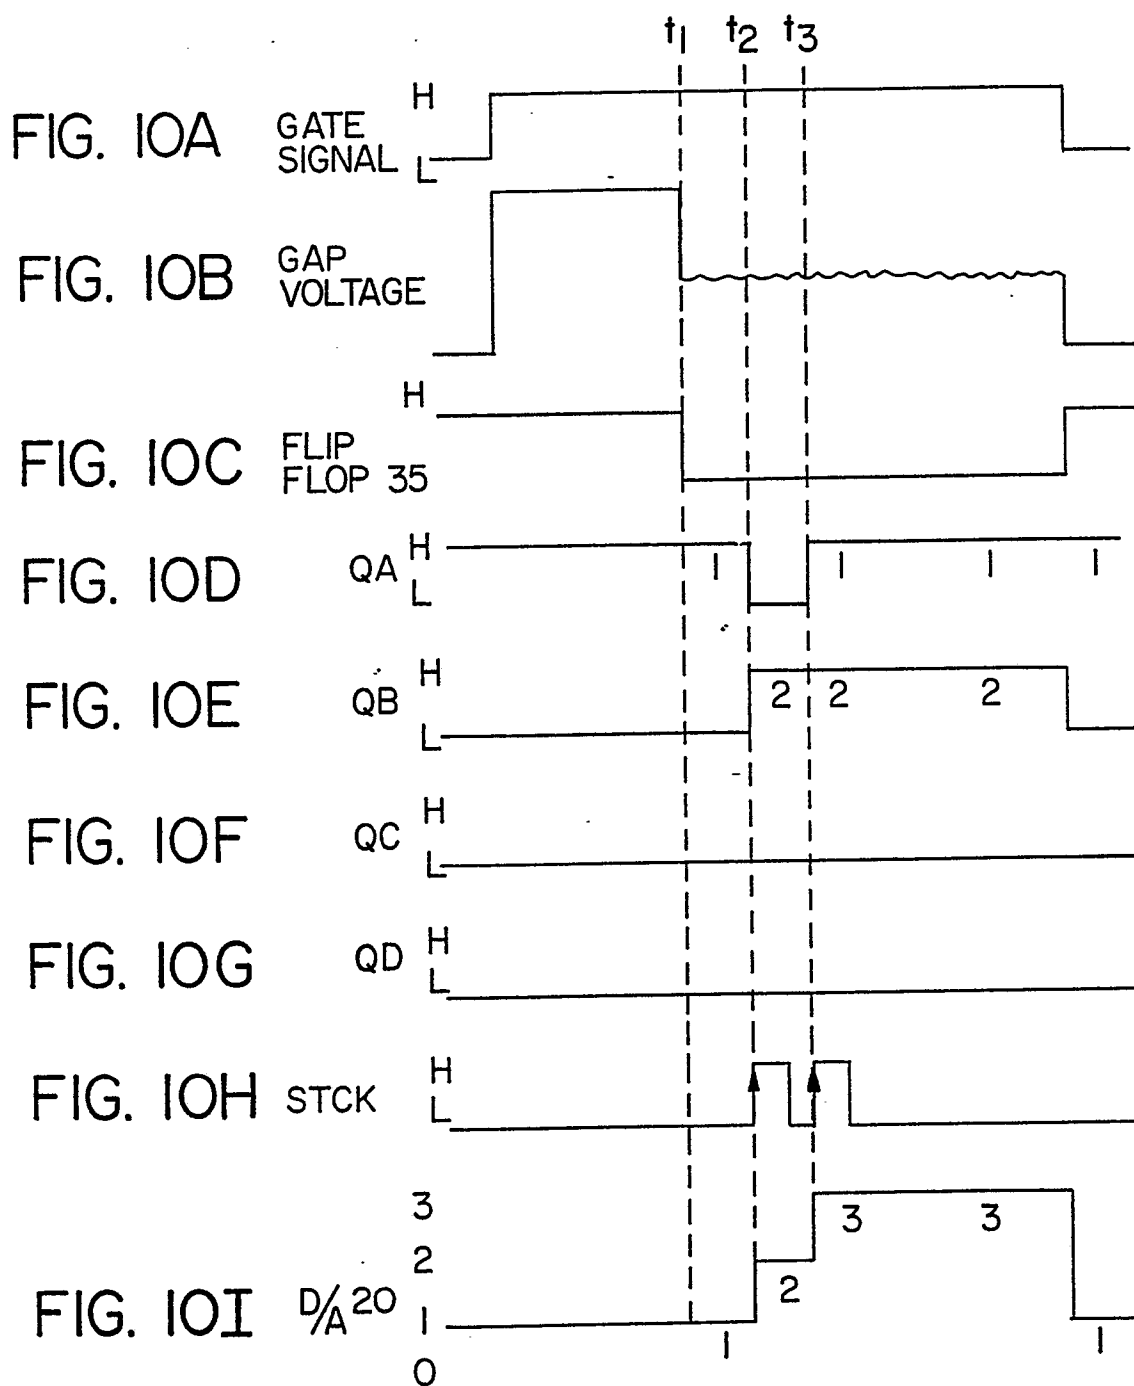 t1 t2 t3
FIG. 10A GATE SIGNAL H L
FIG. 10B GAP VOLTAGE
FIG. 10C FLIP FLOP 35 H
FIG. 10D QA H L 1 1 1 1
FIG. 10E QB H L 2 2 2
FIG. 10F QC H L
FIG. 10G QD H L
FIG. 10H STCK H L
FIG. 10I D/A 20 3 2 1 0 1 2 3 3 1